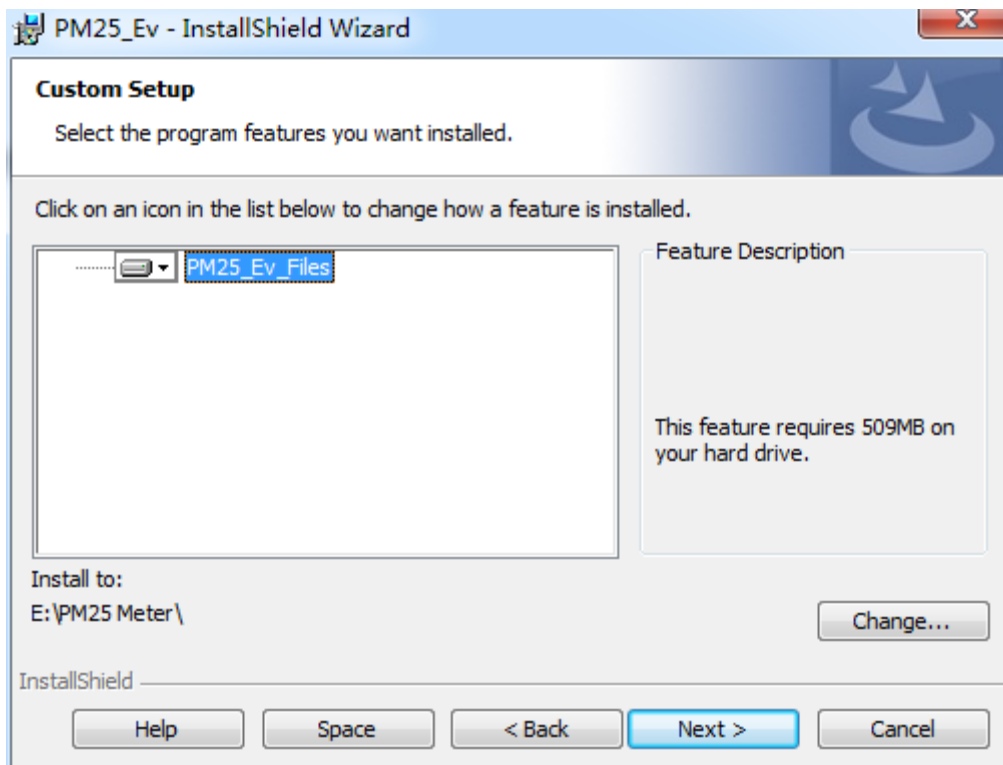 PM25_Ev - InstallShield Wizard
Custom Setup
Select the program features you want installed.
Click on an icon in the list below to change how a feature is installed.
PM25_Ev_Files
Feature Description
This feature requires 509MB on
your hard drive.
Install to:
E:\PM25 Meter\
Change...
InstallShield
Help
Space
< Back
Next >
Cancel